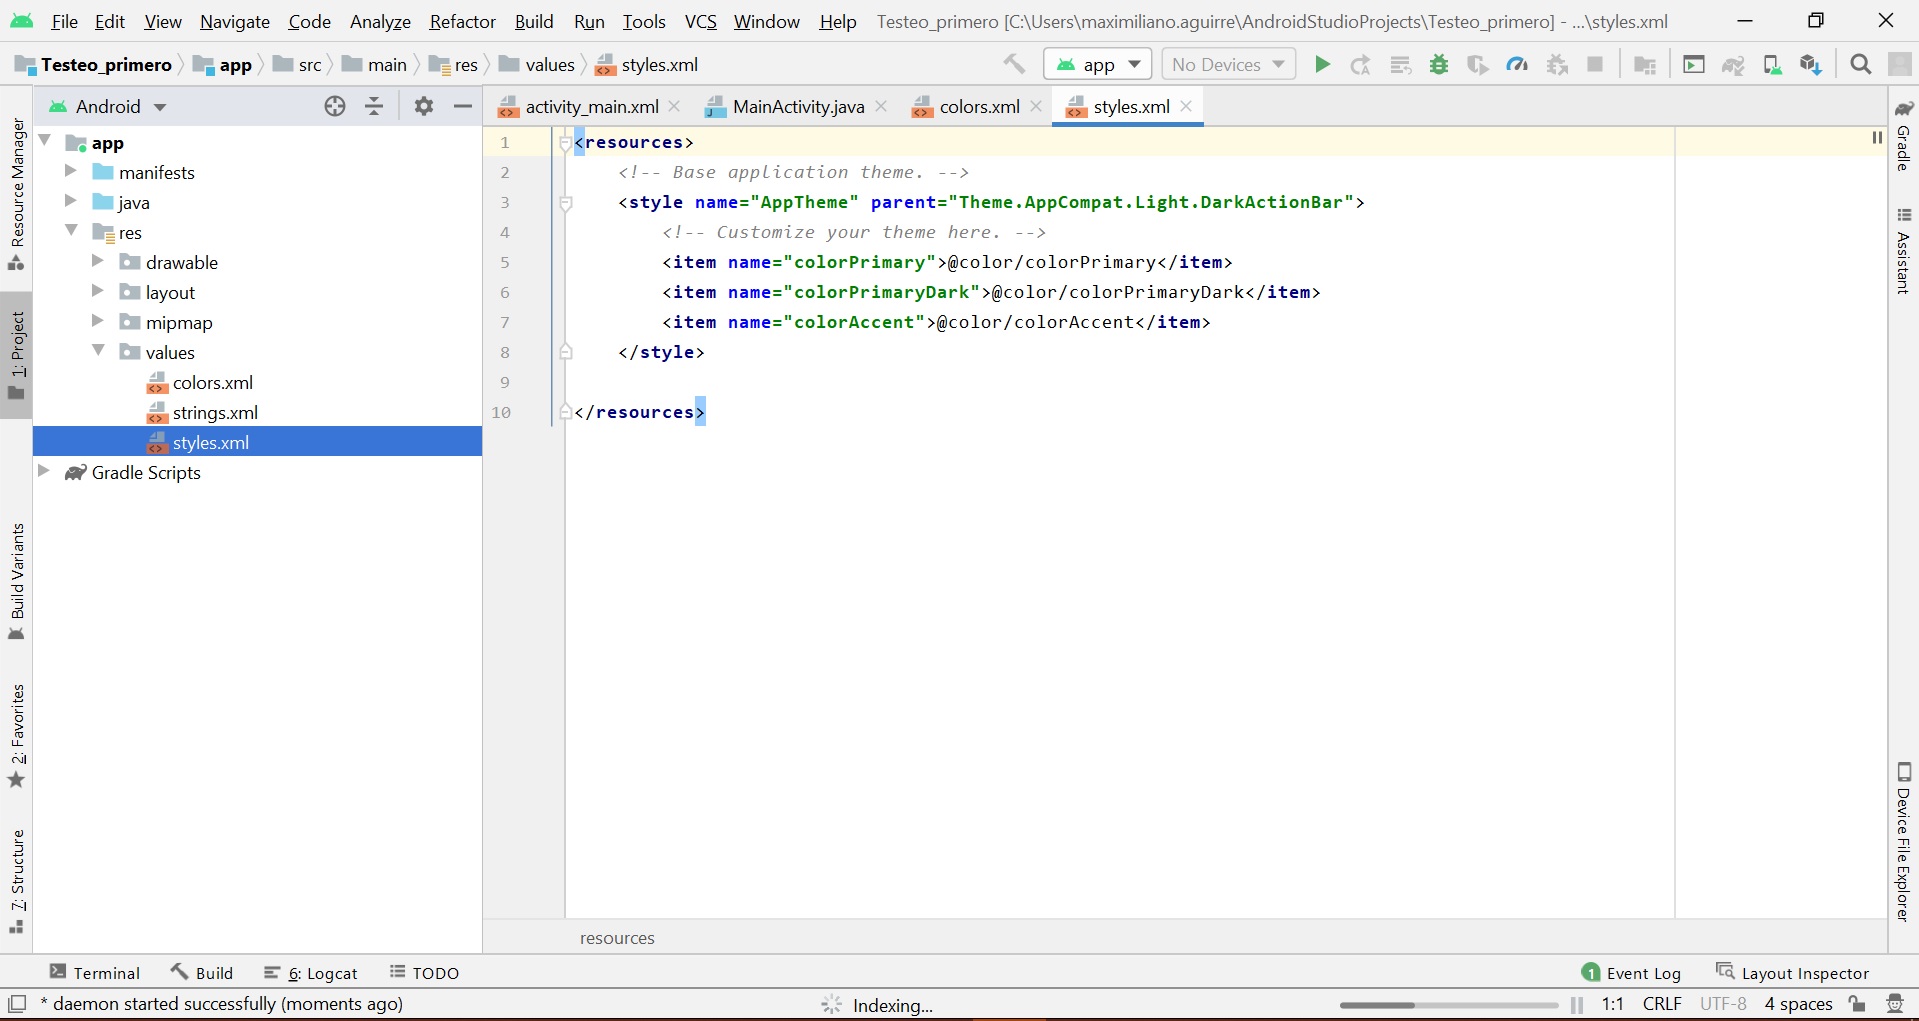 File Edit View Navigate Code Analyze Refactor Build Run Tools VCS Window Help Testeo_primero [C:\Users\maximiliano.aguirre\AndroidStudioProjects\Testeo_primero] - ...\styles.xml
Testeo_primero app src main res values styles.xml app No Devices
Android
activity_main.xml MainActivity.java colors.xml styles.xml
app
manifests
java
res
drawable
layout
mipmap
values
colors.xml
strings.xml
styles.xml
Gradle Scripts
1 <resources>
2 <!-- Base application theme. -->
3 <style name="AppTheme" parent="Theme.AppCompat.Light.DarkActionBar">
4 <!-- Customize your theme here. -->
5 <item name="colorPrimary">@color/colorPrimary</item>
6 <item name="colorPrimaryDark">@color/colorPrimaryDark</item>
7 <item name="colorAccent">@color/colorAccent</item>
8 </style>
9
10 </resources>
resources
Resource Manager
1: Project
Build Variants
2: Favorites
7: Structure
Gradle
Assistant
Device File Explorer
Terminal Build 6: Logcat TODO 1 Event Log Layout Inspector
* daemon started successfully (moments ago) Indexing... 1:1 CRLF UTF-8 4 spaces